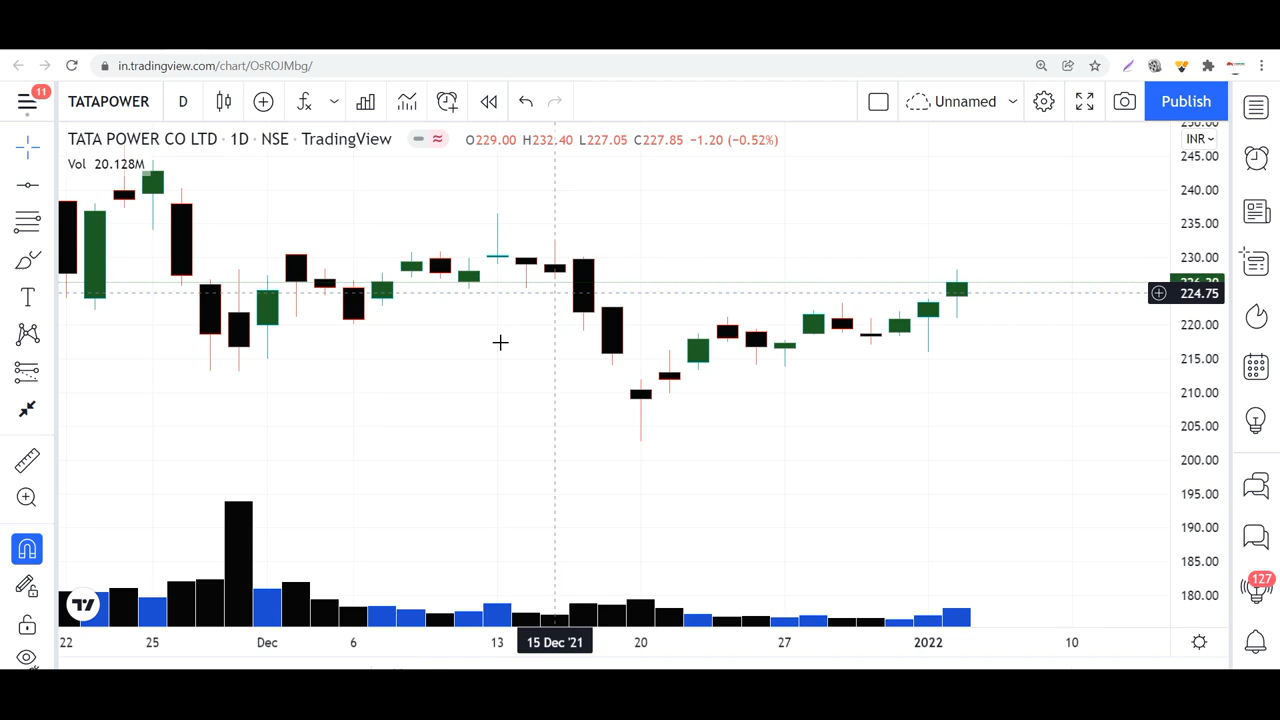 in.tradingview.com/chart/OsROJMbg/
11
TATAPOWER D
Unnamed
Publish
TATA POWER CO LTD · 1D · NSE · TradingView O229.00 H232.40 L227.05 C227.85 −1.20 (−0.52%)
INR
Vol 20.128M
245.00
240.00
235.00
230.00
224.75
220.00
215.00
210.00
205.00
200.00
195.00
190.00
185.00
180.00
127
22 25 Dec 6 13 15 Dec '21 20 27 2022 10